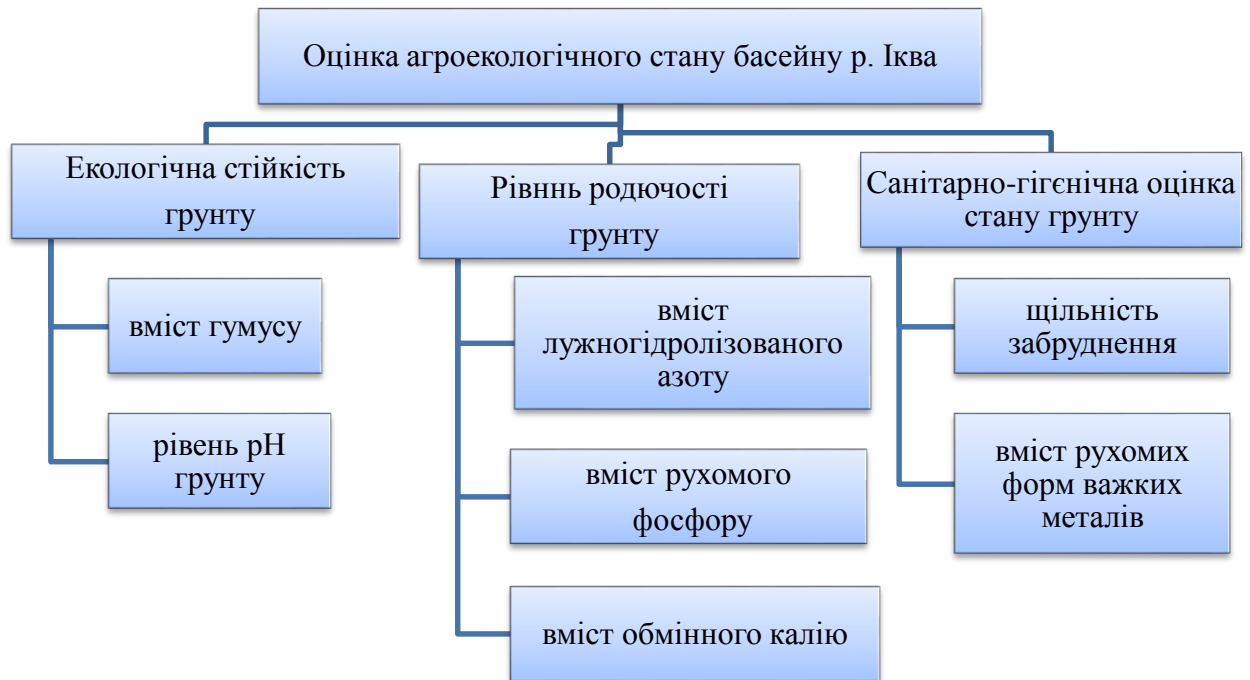 Оцінка агроекологічного стану басейну р. Іква
Екологічна стійкість
грунту
вміст гумусу
рівень рН
грунту
Рівннь родючості
грунту
вміст
лужногідролізованого
азоту
вміст рухомого
фосфору
вміст обмінного калію
Санітарно-гігєнічна оцінка
стану грунту
щільність
забруднення
вміст рухомих
форм важких
металів